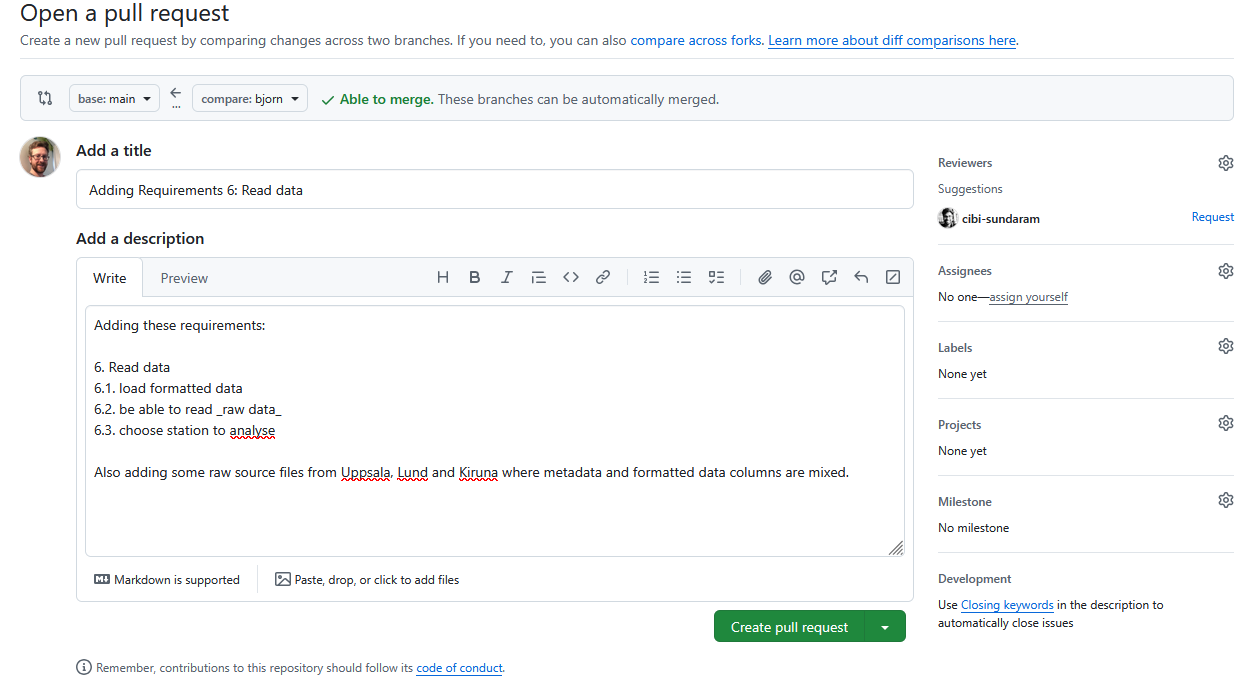 Open a pull request
Create a new pull request by comparing changes across two branches. If you need to, you can also compare across forks. Learn more about diff comparisons here.
base: main
...
compare: bjorn
Able to merge. These branches can be automatically merged.
Add a title
Adding Requirements 6: Read data
Add a description
Write
Preview
Adding these requirements:
6. Read data
6.1. load formatted data
6.2. be able to read _raw data_
6.3. choose station to analyse
Also adding some raw source files from Uppsala, Lund and Kiruna where metadata and formatted data columns are mixed.
Markdown is supported
Paste, drop, or click to add files
Create pull request
Remember, contributions to this repository should follow its code of conduct.
Reviewers
Suggestions
cibi-sundaram
Request
Assignees
No one—assign yourself
Labels
None yet
Projects
None yet
Milestone
No milestone
Development
Use Closing keywords in the description to
automatically close issues